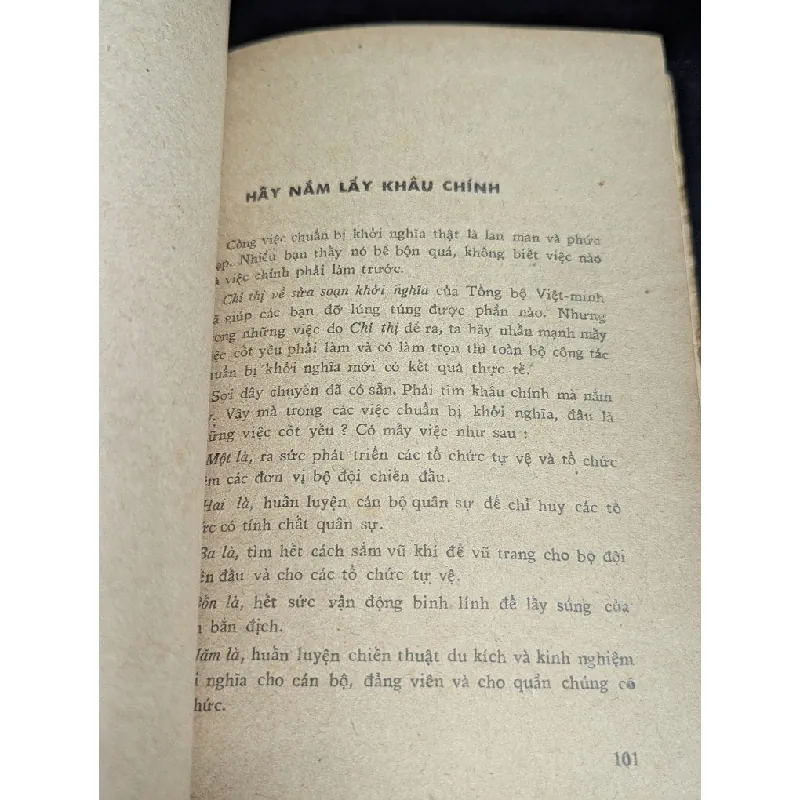 HÃY NẮM LẤY KHÂU CHÍNH
Công việc chuẩn bị khởi nghĩa thật là lan man và phức
ạp. Nhiều bạn thấy nó bề bộn quá, không biết việc nào
à việc chính phải làm trước.
Chỉ thị về sửa soạn khởi nghĩa của Tổng bộ Việt-minh
ã giúp các bạn đỡ lúng túng được phần nào. Nhưng
ong những việc do Chỉ thị đề ra, ta hãy nhấn mạnh mấy
iệc cốt yếu phải làm và có làm trọn thì toàn bộ công tác
uẩn bị khởi nghĩa mới có kết quả thực tế.
Sợi dây chuyền đã có sẵn. Phải tìm khâu chính mà nắm
Vậy mà trong các việc chuẩn bị khởi nghĩa, đâu là
ững việc cốt yếu ? Có mấy việc như sau :
Một là, ra sức phát triển các tổ chức tự vệ và tổ chức
êm các đơn vị bộ đội chiến đấu.
Hai là, huấn luyện cán bộ quân sự để chỉ huy các tổ
ức có tính chất quân sự.
Ba là, tìm hết cách sắm vũ khí để vũ trang cho bộ đội
iến đấu và cho các tổ chức tự vệ.
Bốn là, hết sức vận động binh lính để lấy súng của
bắn địch.
Năm là, huấn luyện chiến thuật du kích và kinh nghiệm
i nghĩa cho cán bộ, đảng viên và cho quần chúng có
hức.
101